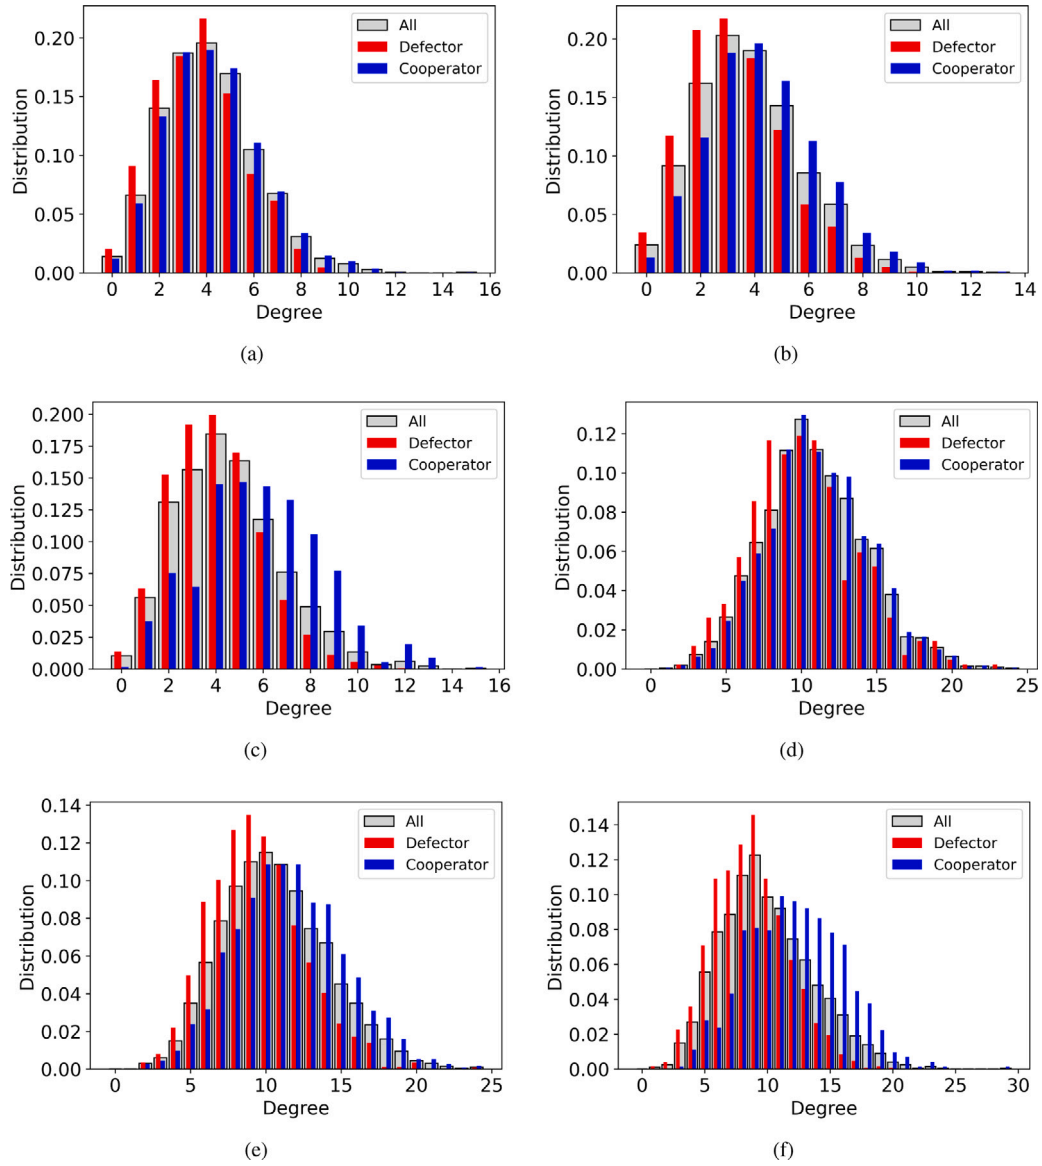 0.20
0.15
0.10
0.05
0.00
Distribution
All
Defector
Cooperator
0 2 4 6 8 10 12 14 16
Degree
(a)
0.20
0.15
0.10
0.05
0.00
Distribution
All
Defector
Cooperator
0 2 4 6 8 10 12 14
Degree
(b)
0.200
0.175
0.150
0.125
0.100
0.075
0.050
0.025
0.000
Distribution
All
Defector
Cooperator
0 2 4 6 8 10 12 14 16
Degree
(c)
0.12
0.10
0.08
0.06
0.04
0.02
0.00
Distribution
All
Defector
Cooperator
0 5 10 15 20 25
Degree
(d)
0.14
0.12
0.10
0.08
0.06
0.04
0.02
0.00
Distribution
All
Defector
Cooperator
0 5 10 15 20 25
Degree
(e)
0.14
0.12
0.10
0.08
0.06
0.04
0.02
0.00
Distribution
All
Defector
Cooperator
0 5 10 15 20 25 30
Degree
(f)